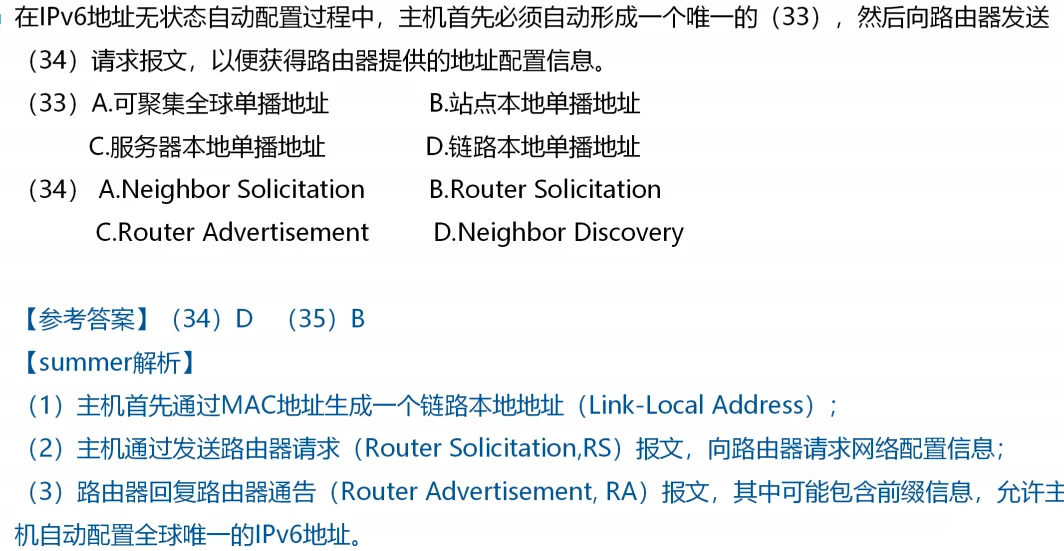 在IPv6地址无状态自动配置过程中，主机首先必须自动形成一个唯一的（33），然后向路由器发送
（34）请求报文，以便获得路由器提供的地址配置信息。
（33）A.可聚集全球单播地址 B.站点本地单播地址
C.服务器本地单播地址 D.链路本地单播地址
（34） A.Neighbor Solicitation B.Router Solicitation
C.Router Advertisement D.Neighbor Discovery
【参考答案】（34）D （35）B
【summer解析】
（1）主机首先通过MAC地址生成一个链路本地地址（Link-Local Address）；
（2）主机通过发送路由器请求（Router Solicitation,RS）报文，向路由器请求网络配置信息；
（3）路由器回复路由器通告（Router Advertisement, RA）报文，其中可能包含前缀信息，允许主
机自动配置全球唯一的IPv6地址。